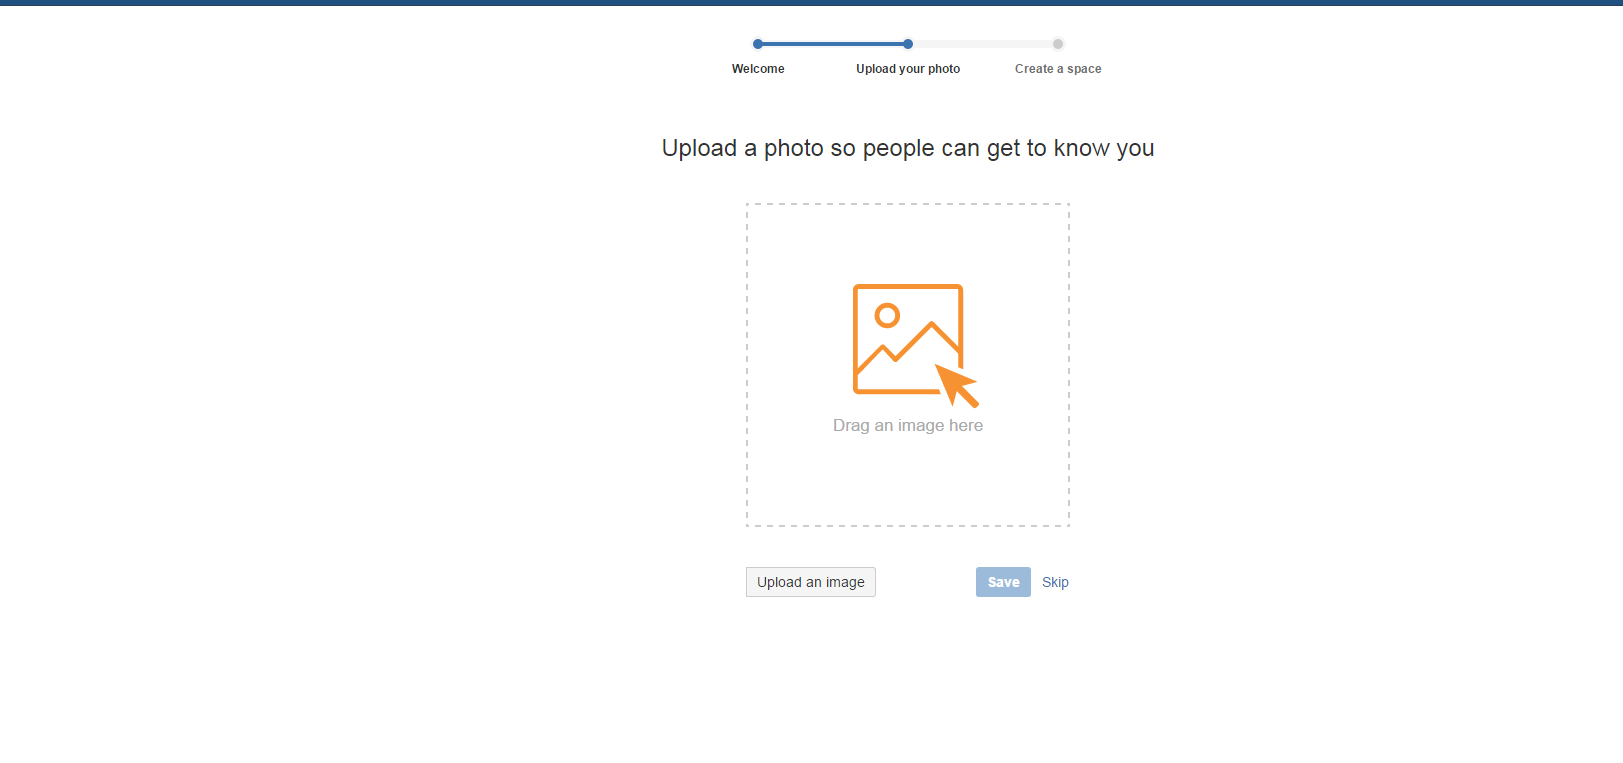 Welcome
Upload your photo
Create a space
Upload a photo so people can get to know you
Drag an image here
Upload an image
Save
Skip